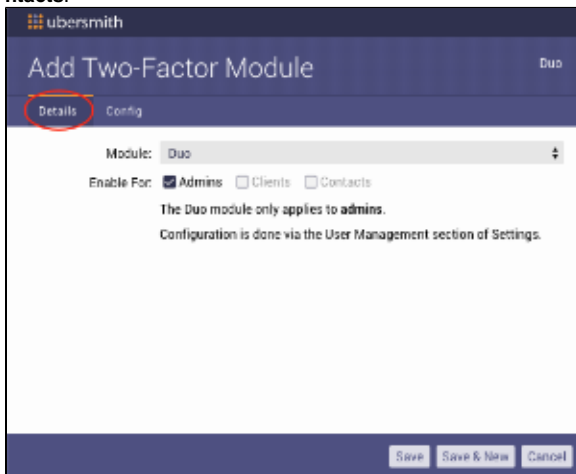 ntacts.
ubersmith
Add Two-Factor Module
Duo
Details Config
Module: Duo
Enable For: Admins Clients Contacts
The Duo module only applies to admins.
Configuration is done via the User Management section of Settings.
Save Save & New Cancel